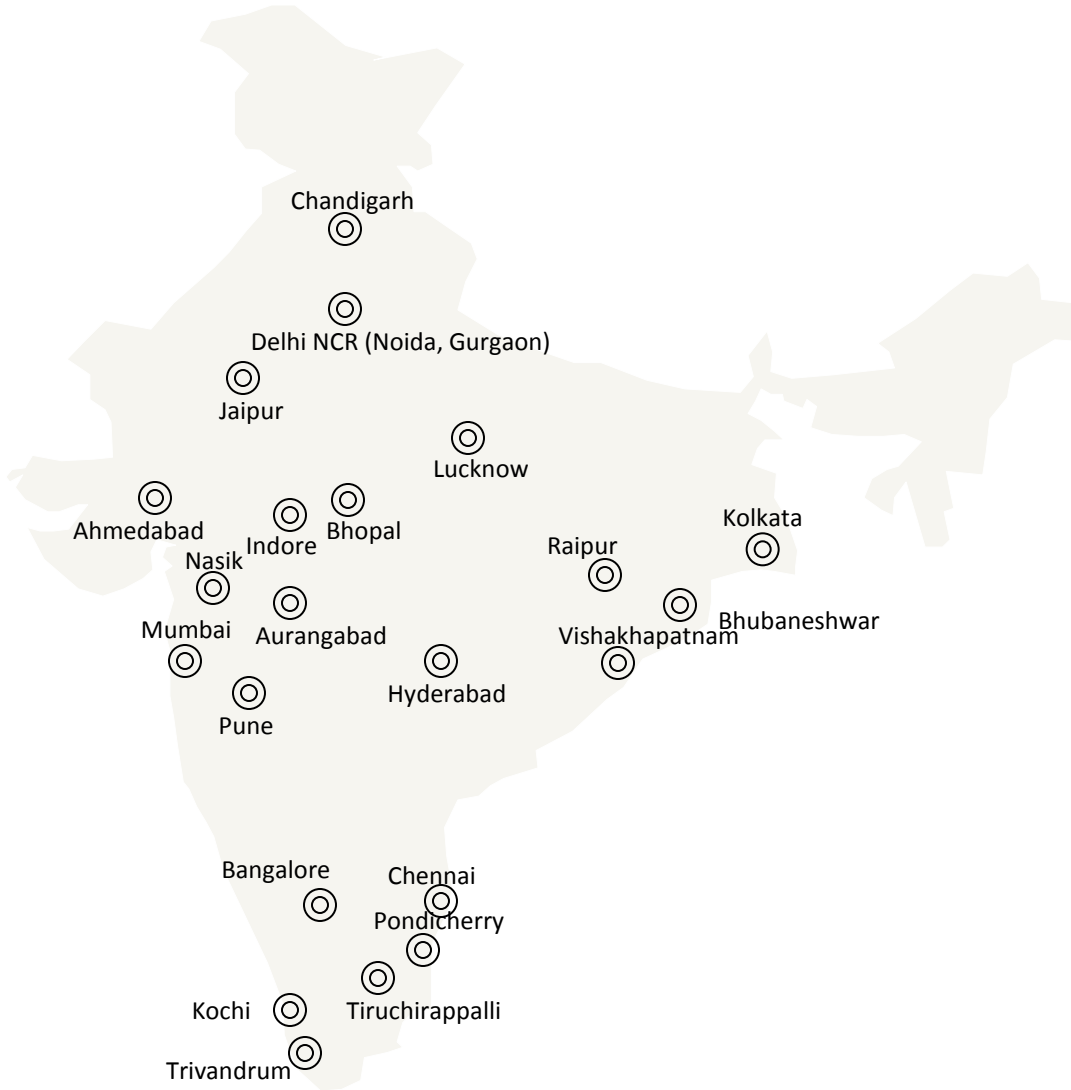 Chandigarh
Delhi NCR (Noida, Gurgaon)
Jaipur
Lucknow
Ahmedabad
Indore
Bhopal
Kolkata
Raipur
Nasik
Bhubaneshwar
Mumbai
Aurangabad
Vishakhapatnam
Hyderabad
Pune
Bangalore
Chennai
Pondicherry
Kochi
Tiruchirappalli
Trivandrum